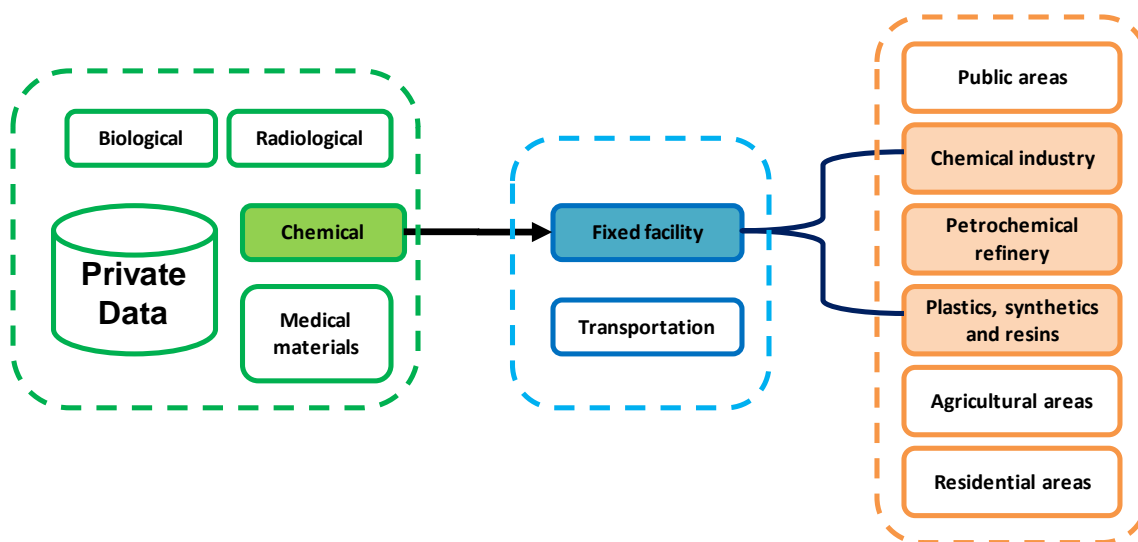 Biological
Radiological
Private
Data
Chemical
Medical
materials
Fixed facility
Transportation
Public areas
Chemical industry
Petrochemical
refinery
Plastics, synthetics
and resins
Agricultural areas
Residential areas